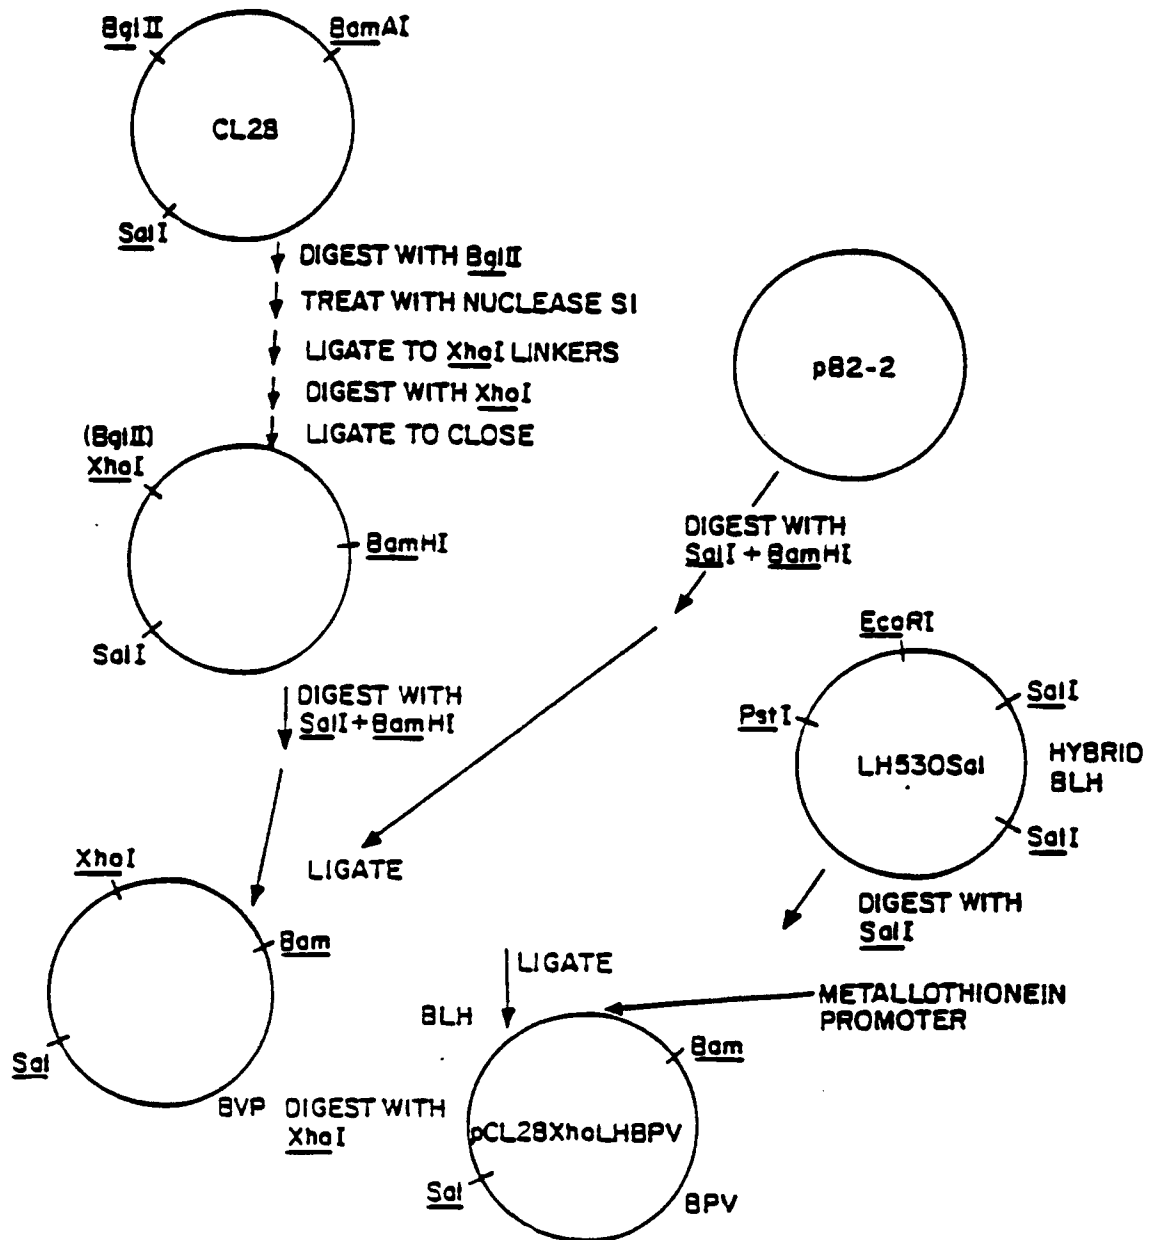 BglII
BamAI
CL28
SalI
DIGEST WITH BglII
TREAT WITH NUCLEASE S1
LIGATE TO XhoI LINKERS
DIGEST WITH XhoI
LIGATE TO CLOSE
pB2-2
(BglII)
XhoI
BamHI
SalI
DIGEST WITH
SalI + BamHI
DIGEST WITH
SalI+BamHI
EcoRI
PstI
SalI
LH530Sal
HYBRID
BLH
SalI
DIGEST WITH
SalI
XhoI
LIGATE
Bam
Sal
BVP
DIGEST WITH
XhoI
LIGATE
BLH
METALLOTHIONEIN
PROMOTER
Bam
pCL28XhoLHBPV
Sal
BPV